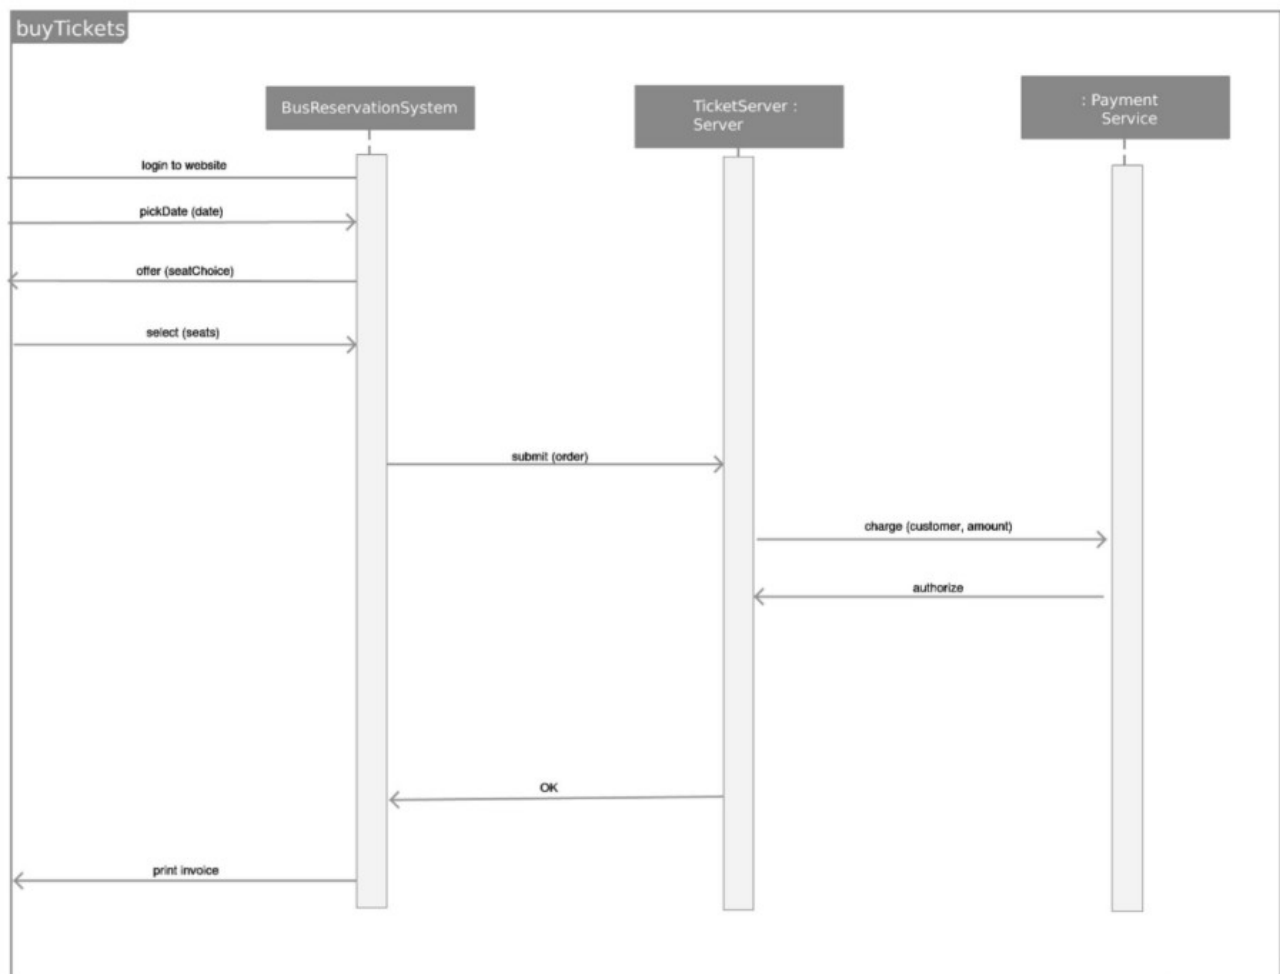 buyTickets
BusReservationSystem
TicketServer :
Server
: Payment
Service
login to website
pickDate (date)
offer (seatChoice)
select (seats)
submit (order)
charge (customer, amount)
authorize
OK
print invoice